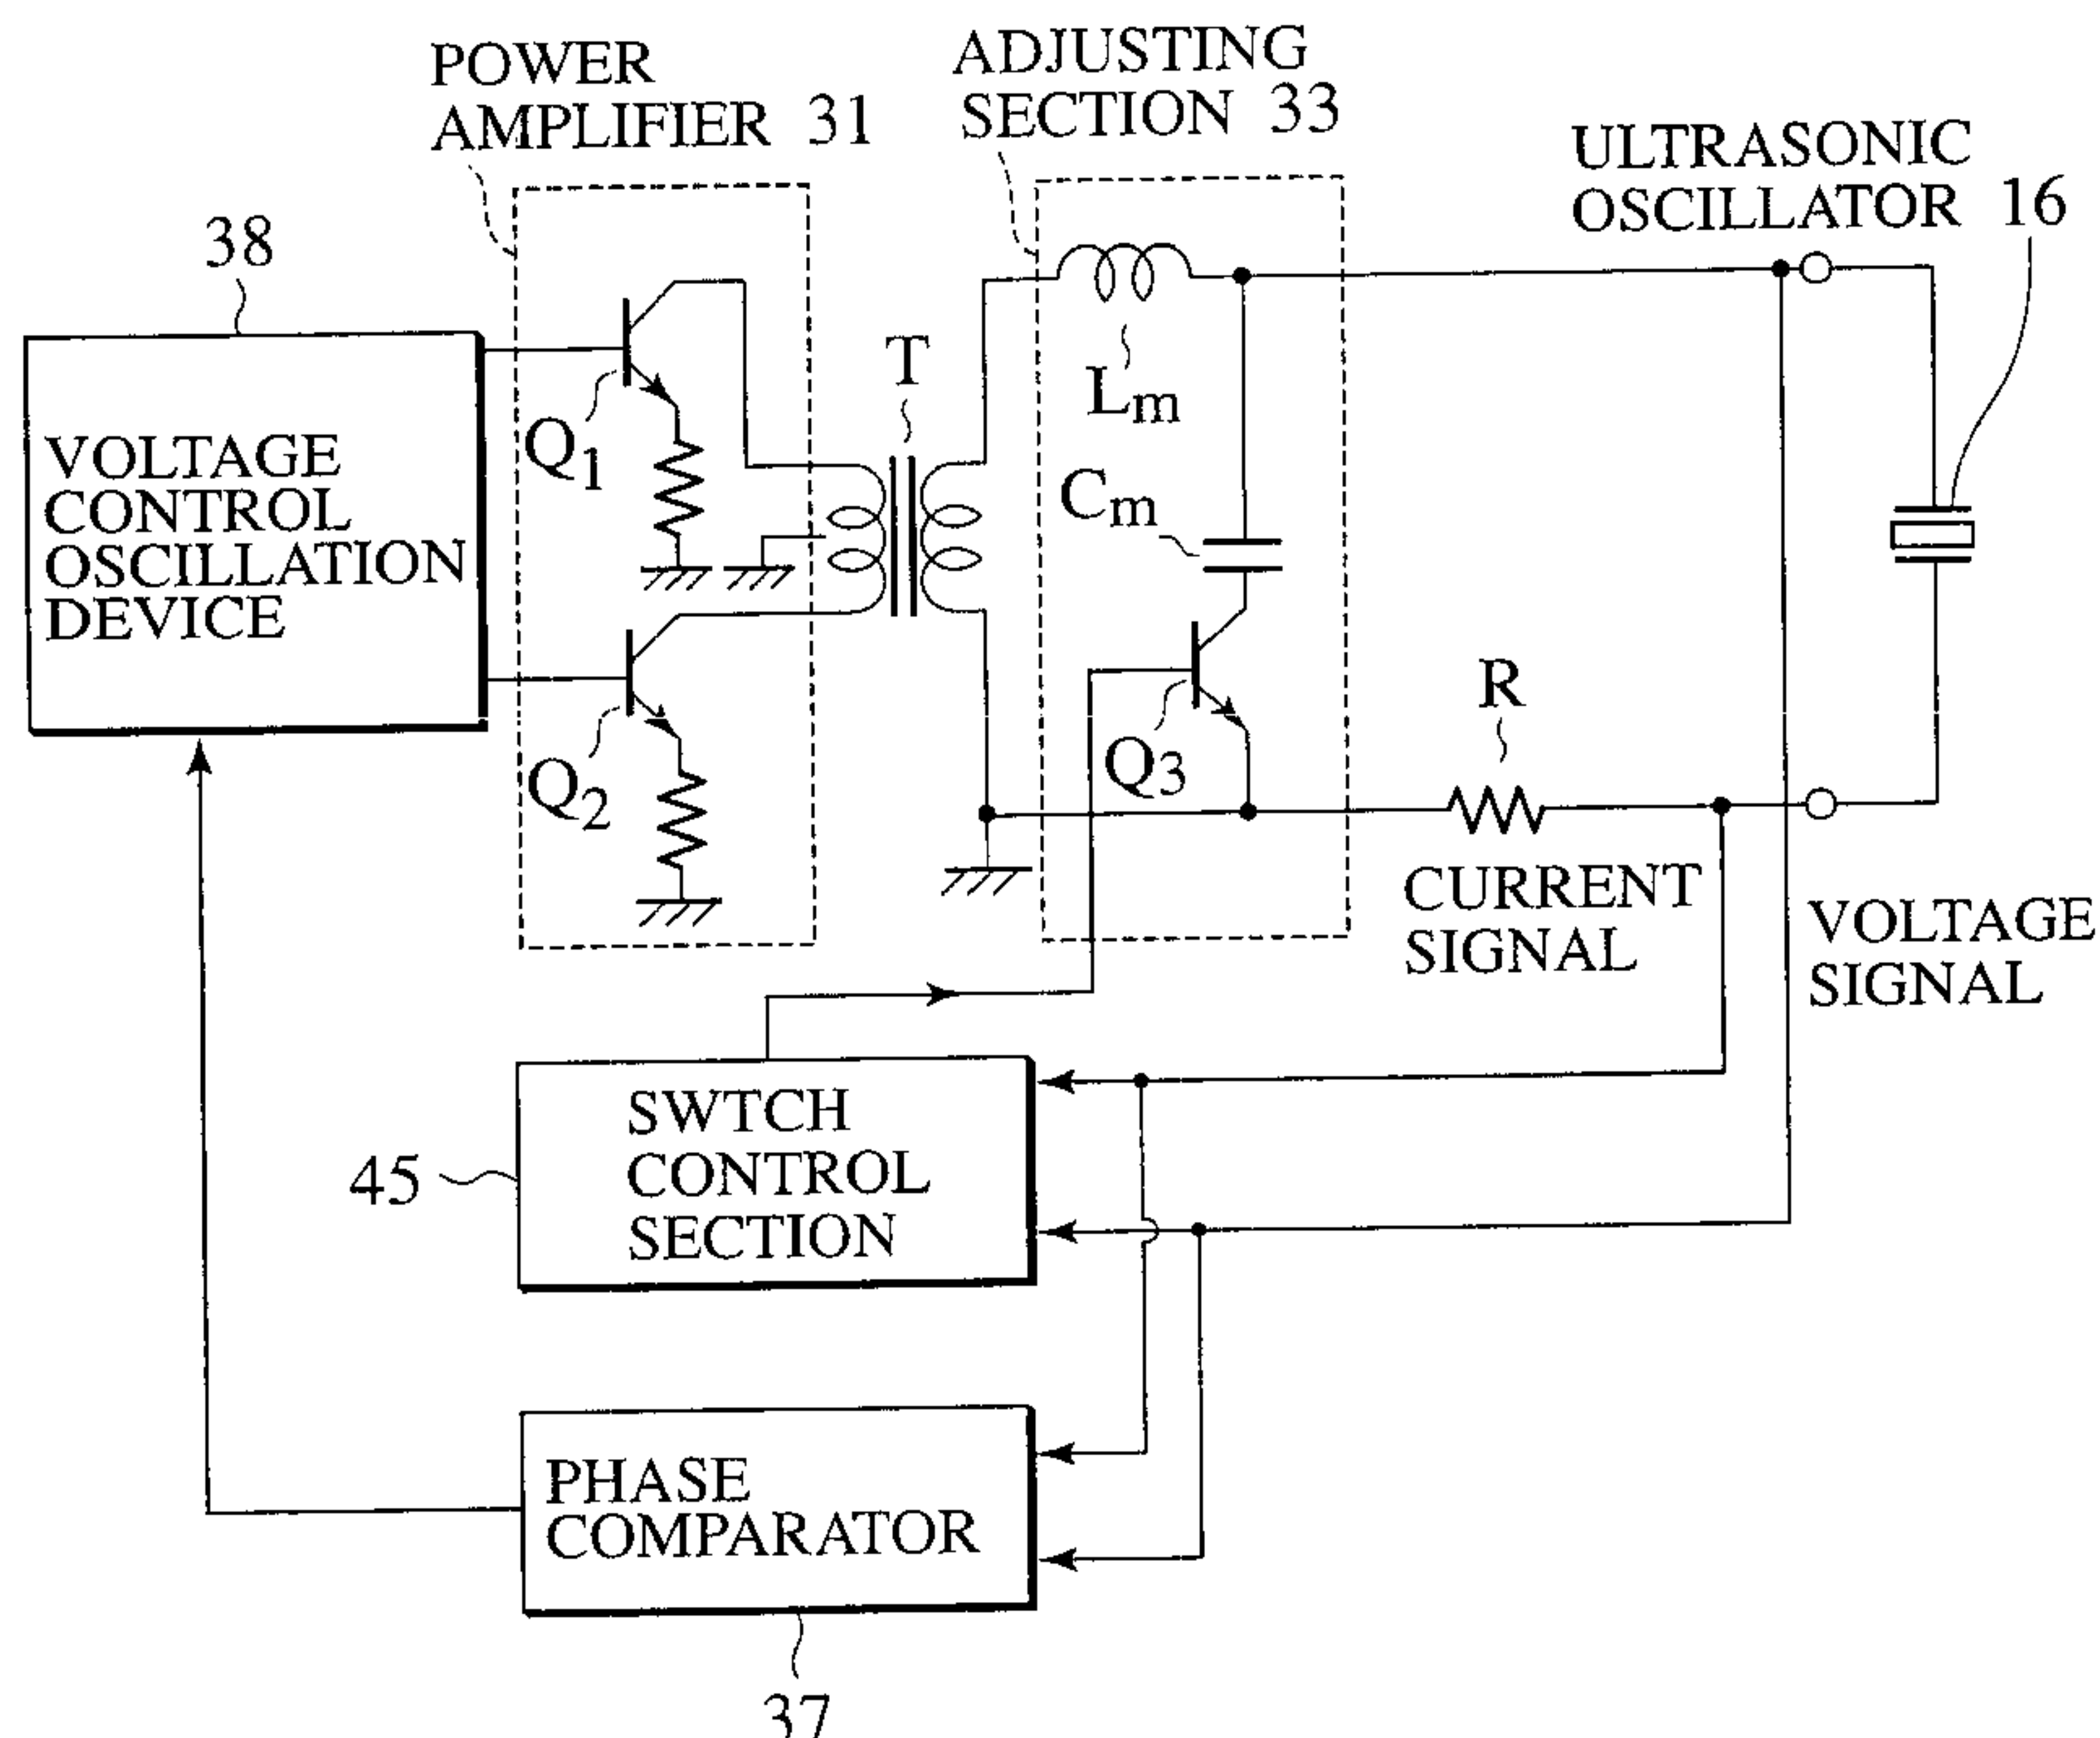 POWER
AMPLIFIER 31
ADJUSTING
SECTION 33
ULTRASONIC
OSCILLATOR 16
38
VOLTAGE
CONTROL
OSCILLATION
DEVICE
Q1
Q2
T
Lm
Cm
Q3
R
CURRENT
SIGNAL
VOLTAGE
SIGNAL
45
SWTCH
CONTROL
SECTION
PHASE
COMPARATOR
37